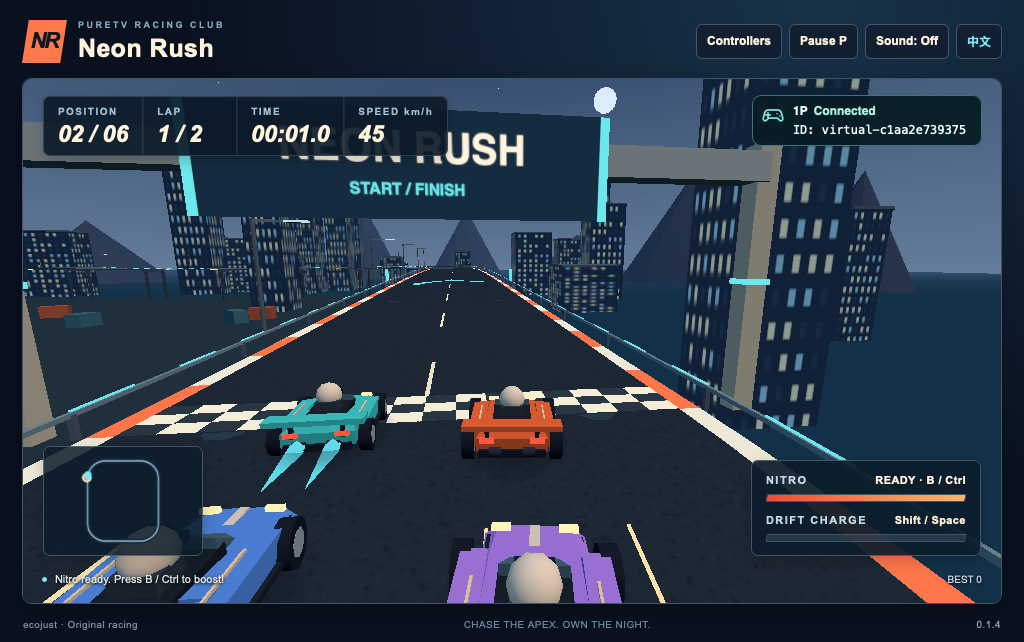 NR
PURETV RACING CLUB
Neon Rush
Controllers
Pause P
Sound: Off
中文
POSITION
02 / 06
LAP
1 / 2
TIME
00:01.0
SPEED km/h
45
1P Connected
ID: virtual-c1aa2e739375
NEON RUSH
START / FINISH
NITRO
READY · B / Ctrl
DRIFT CHARGE
Shift / Space
Nitro ready. Press B / Ctrl to boost!
BEST 0
ecojust · Original racing
CHASE THE APEX. OWN THE NIGHT.
0.1.4